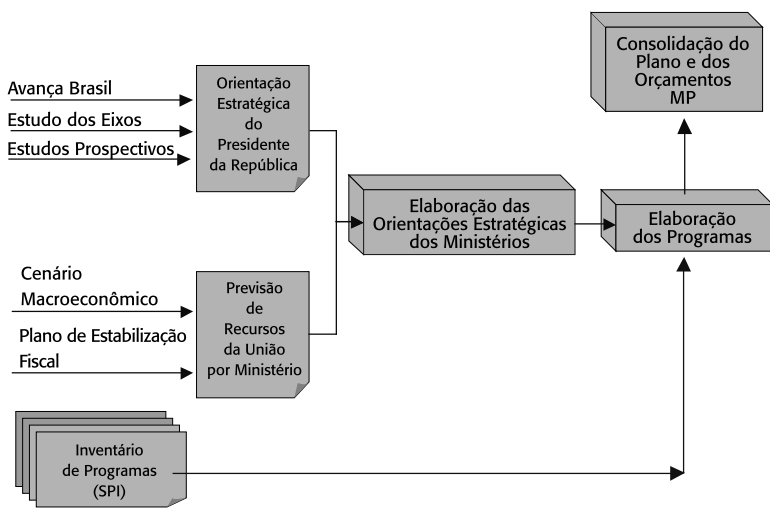 Avança Brasil
Estudo dos Eixos
Estudos Prospectivos
Orientação
Estratégica
do
Presidente
da República
Consolidação do
Plano e dos
Orçamentos
MP
Elaboração das
Orientações Estratégicas
dos Ministérios
Elaboração
dos Programas
Cenário
Macroeconômico
Plano de Estabilização
Fiscal
Previsão
de
Recursos
da União
por Ministério
Inventário
de Programas
(SPI)